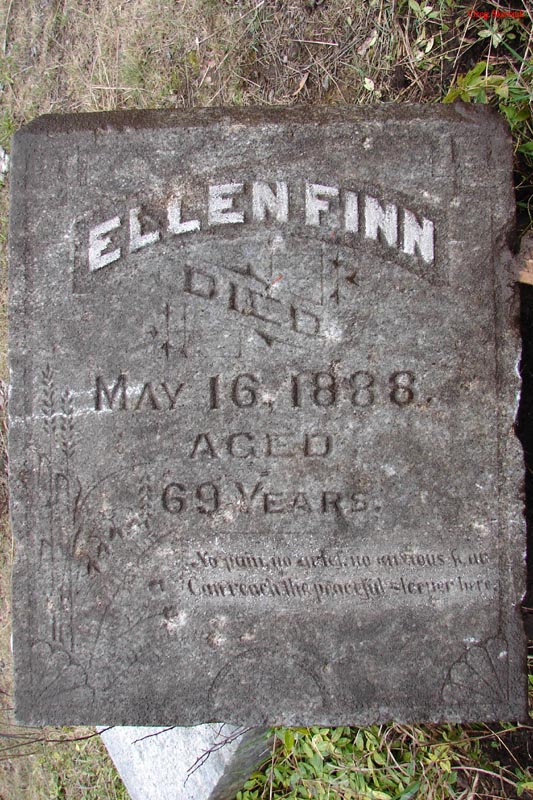 ELLEN FINN
DIED
MAY 16, 1888.
AGED
69 YEARS.
No pain, no grief, no anxious fear
Can reach the peaceful sleeper here.